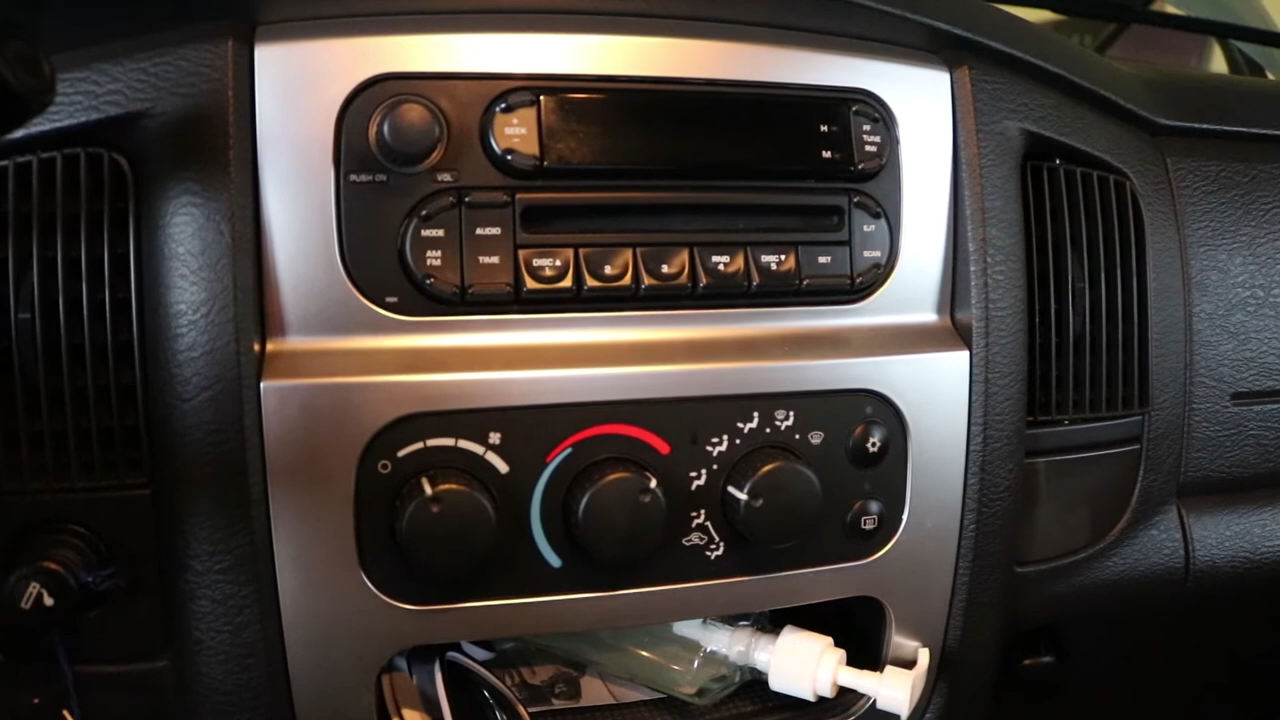 +
SEEK
-
H
M
FF
TUNE
RW
PUSH ON
VOL
MODE
AUDIO
AM
FM
TIME
DISC▲
1
2
3
RND
4
DISC▼
5
SET
EJT
SCAN